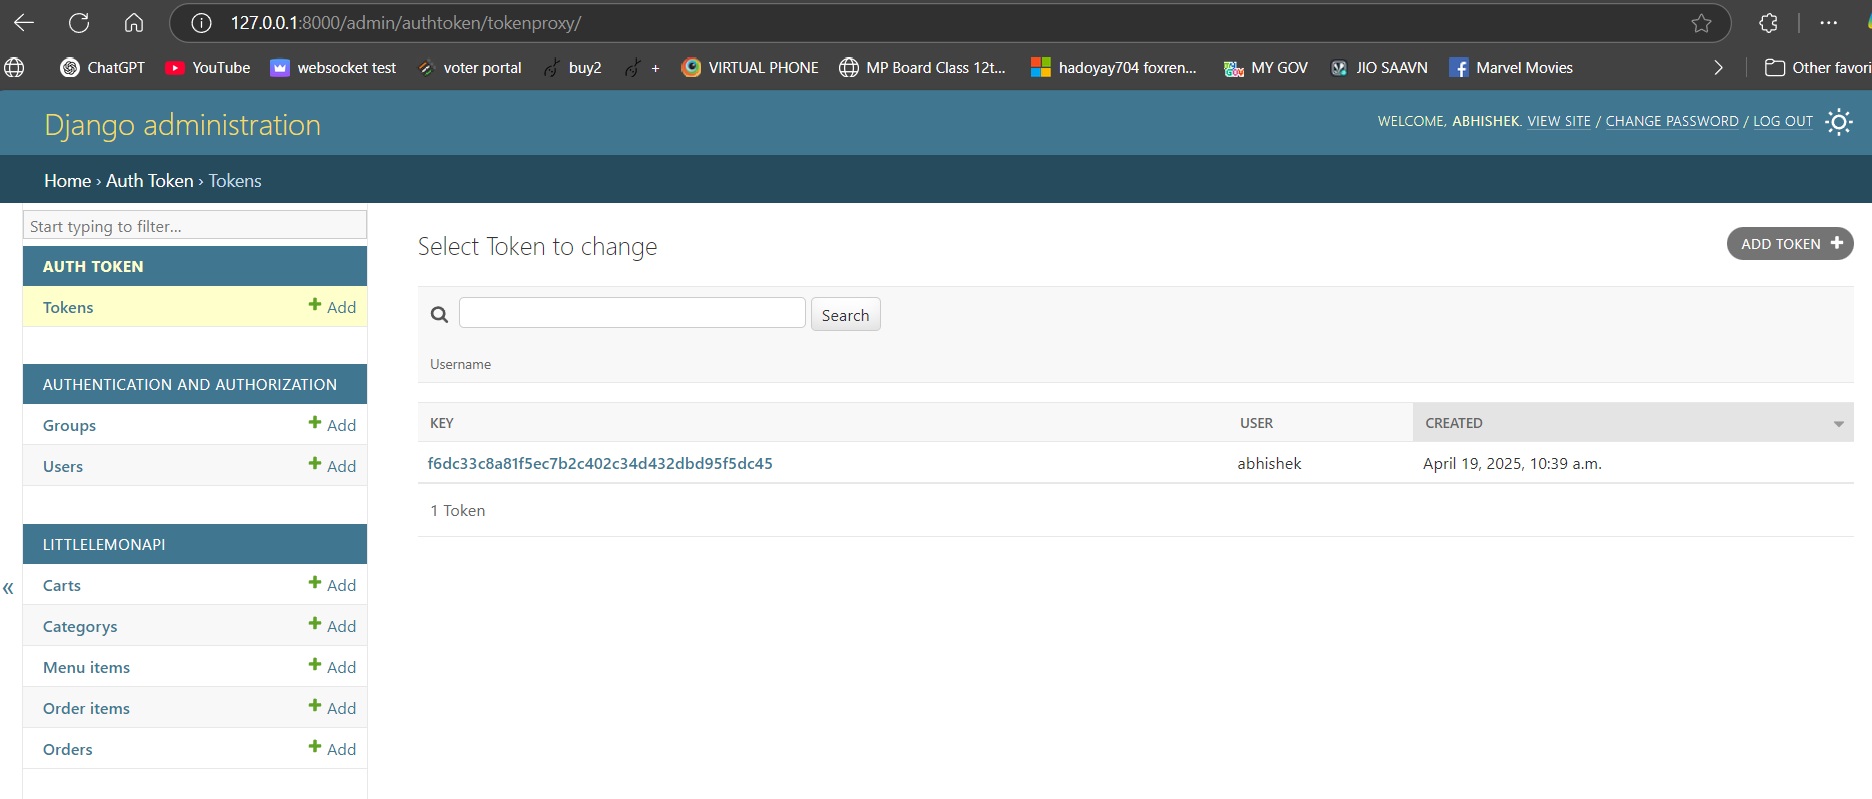 127.0.0.1:8000/admin/authtoken/tokenproxy/
ChatGPT YouTube websocket test voter portal buy2 + VIRTUAL PHONE MP Board Class 12t... hadoyay704 foxren... MY GOV JIO SAAVN Marvel Movies Other favori
Django administration
WELCOME, ABHISHEK. VIEW SITE / CHANGE PASSWORD / LOG OUT
Home › Auth Token › Tokens
Start typing to filter...
AUTH TOKEN
Tokens + Add
AUTHENTICATION AND AUTHORIZATION
Groups + Add
Users + Add
LITTLELEMONAPI
Carts + Add
Categorys + Add
Menu items + Add
Order items + Add
Orders + Add
«
Select Token to change
ADD TOKEN +
Search
Username
KEY USER CREATED
f6dc33c8a81f5ec7b2c402c34d432dbd95f5dc45 abhishek April 19, 2025, 10:39 a.m.
1 Token